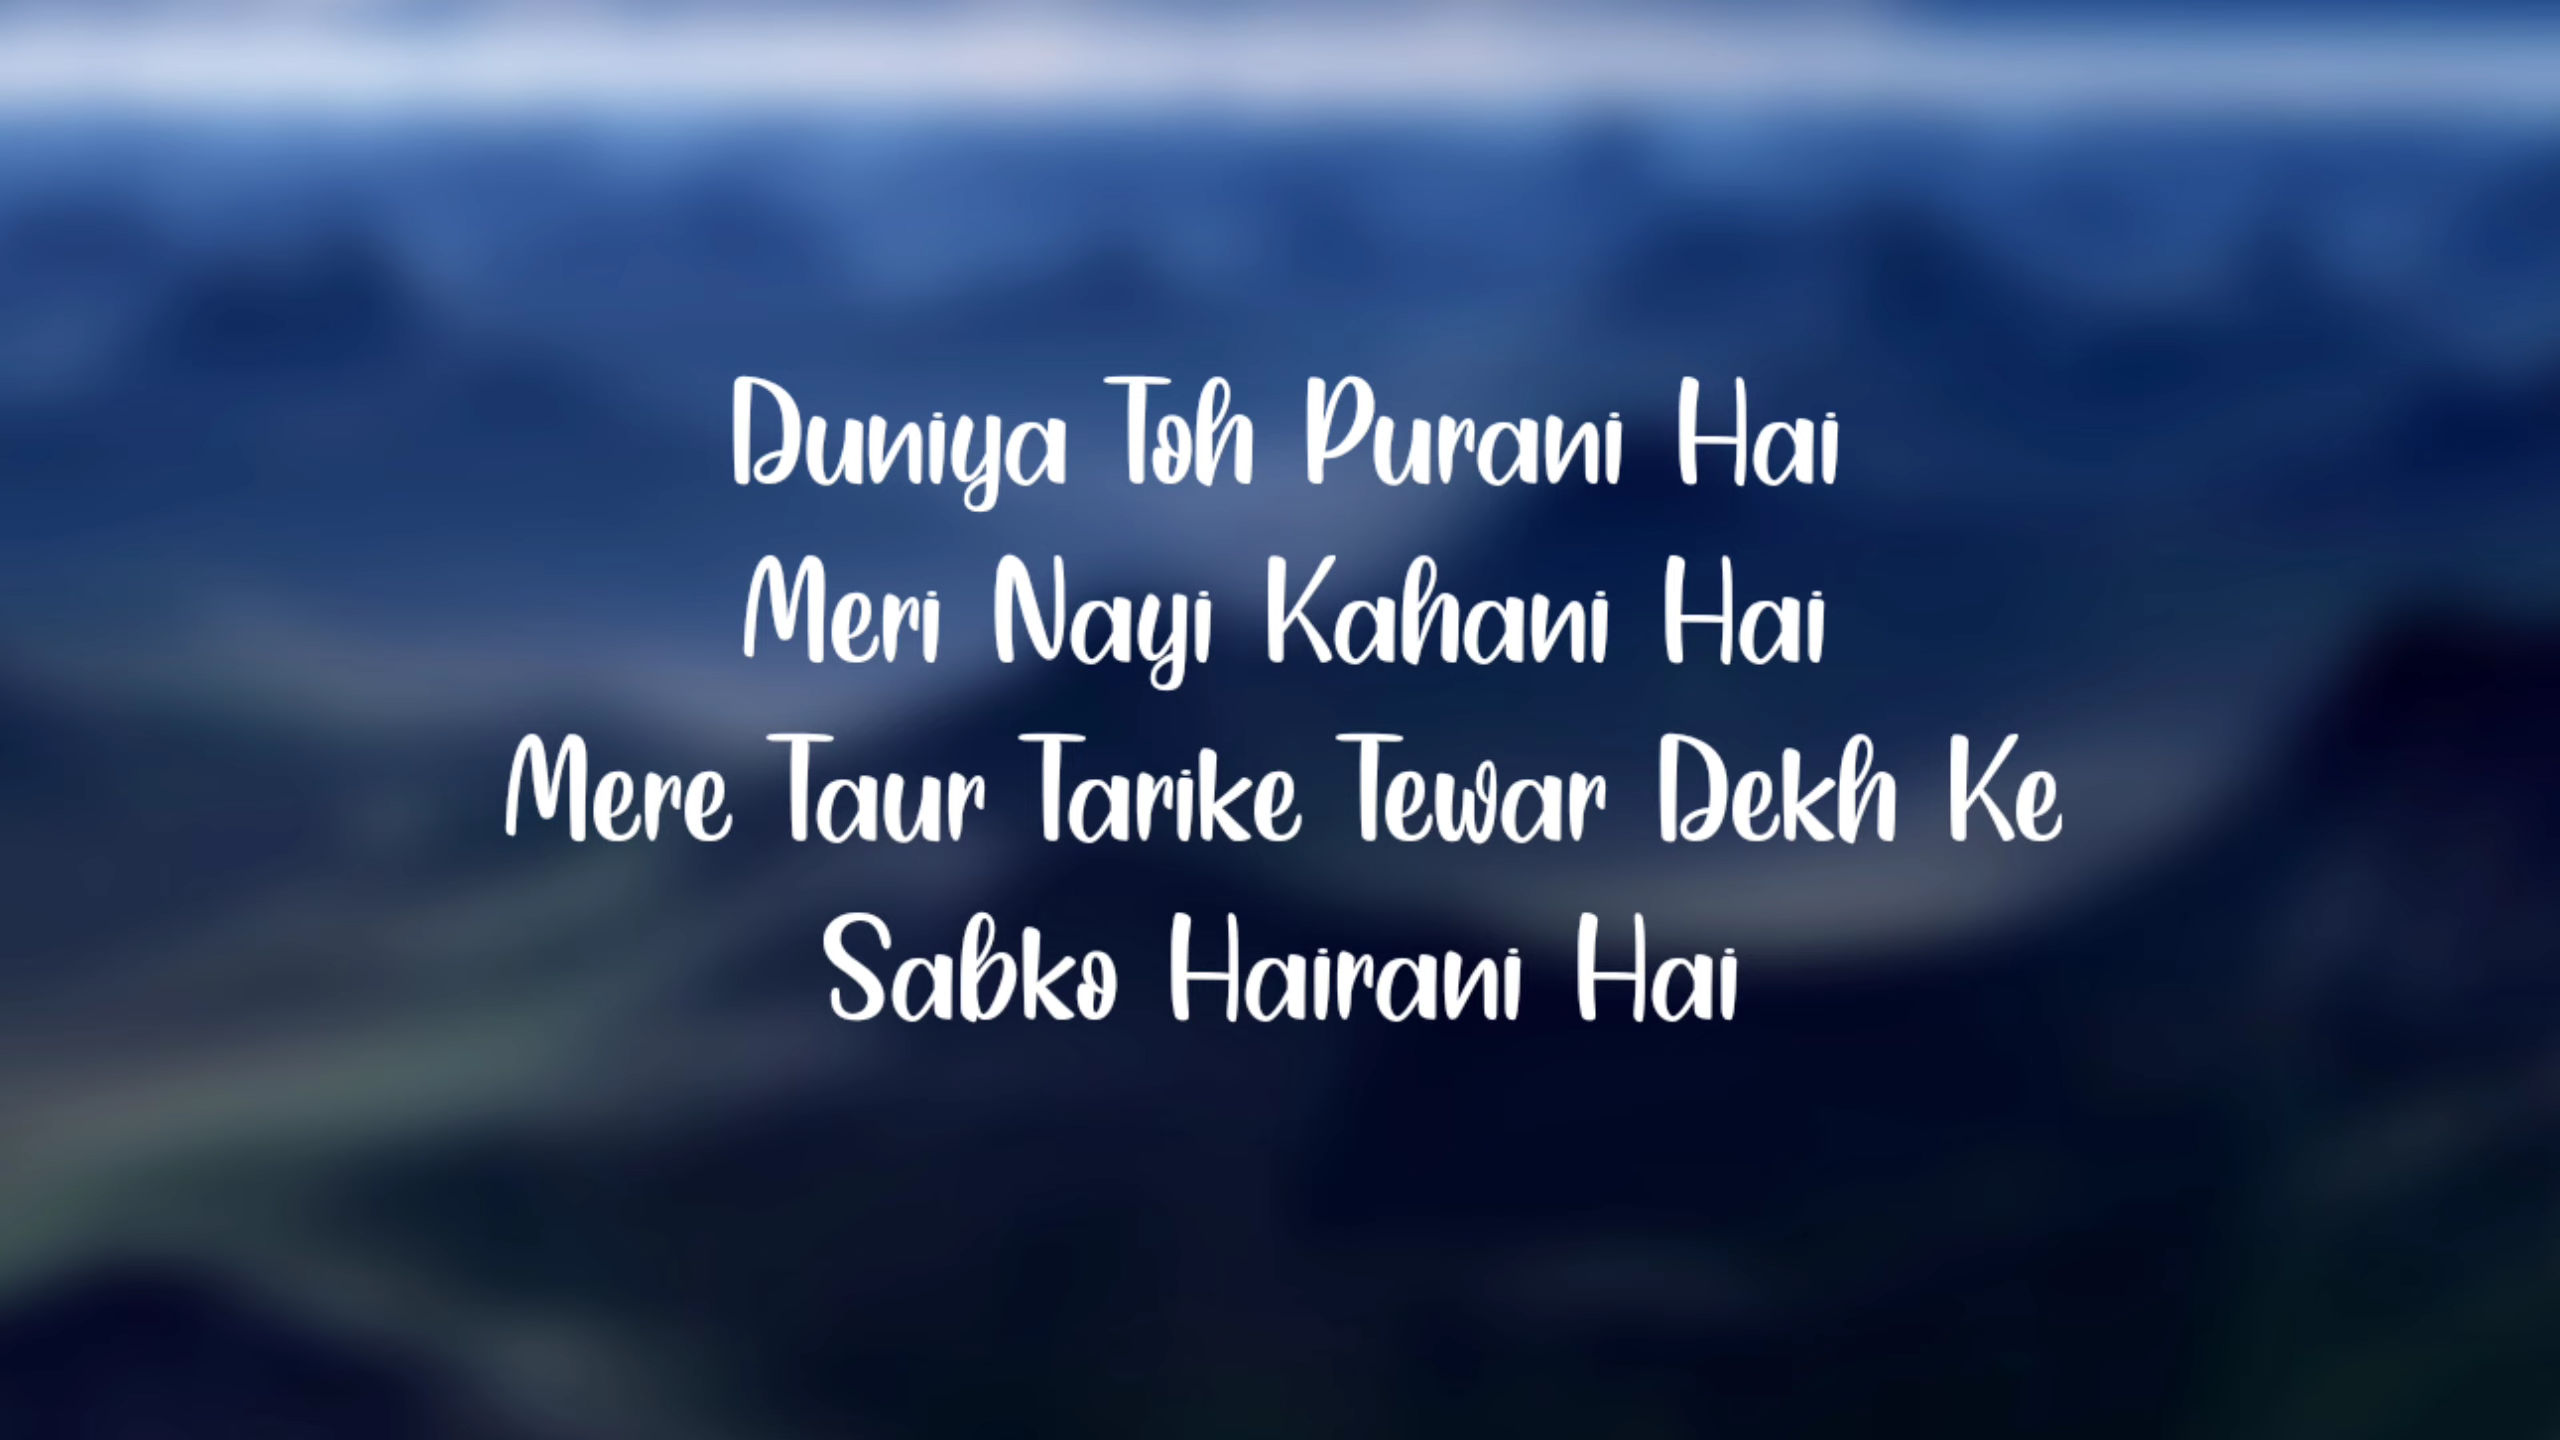 Duniya Toh Purani Hai
Meri Nayi Kahani Hai
Mere Taur Tarike Tewar Dekh Ke
Sabko Hairani Hai